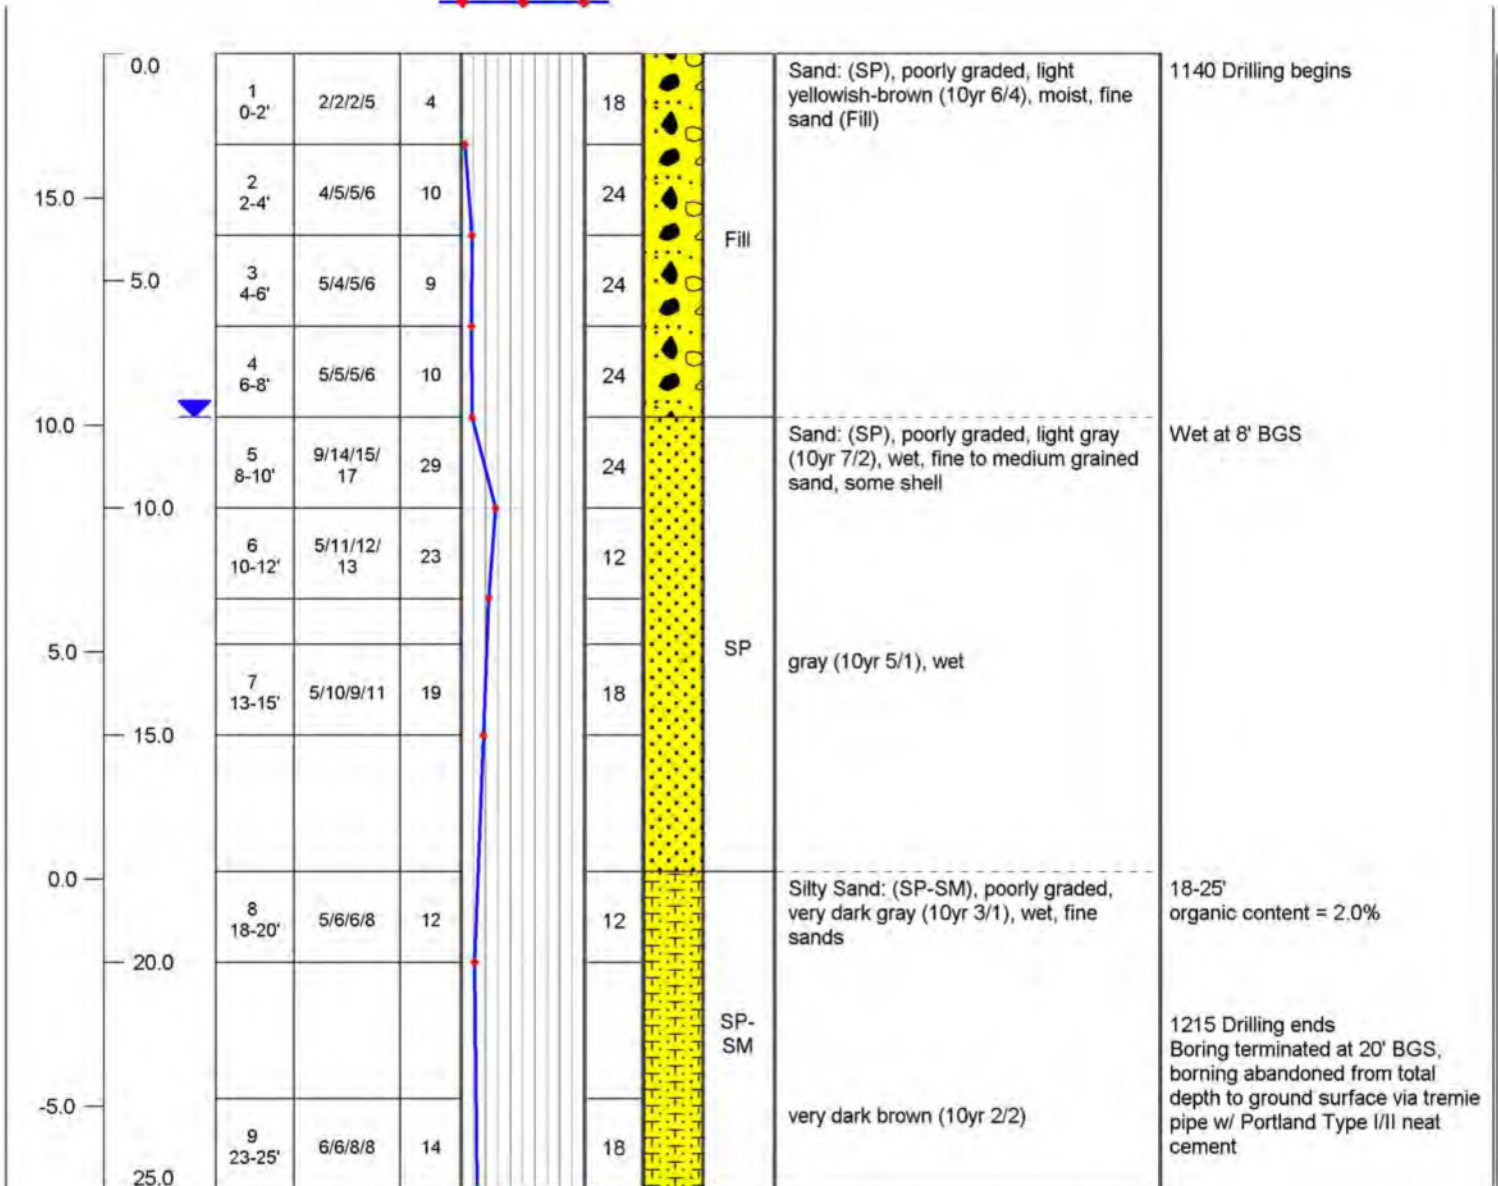 0.0
1
0-2'
2/2/2/5
4
18
Sand: (SP), poorly graded, light
yellowish-brown (10yr 6/4), moist, fine
sand (Fill)
1140 Drilling begins
15.0
2
2-4'
4/5/5/6
10
24
Fill
5.0
3
4-6'
5/4/5/6
9
24
4
6-8'
5/5/5/6
10
24
10.0
5
8-10'
9/14/15/
17
29
24
Sand: (SP), poorly graded, light gray
(10yr 7/2), wet, fine to medium grained
sand, some shell
Wet at 8' BGS
10.0
6
10-12'
5/11/12/
13
23
12
5.0
7
13-15'
5/10/9/11
19
18
SP
gray (10yr 5/1), wet
15.0
0.0
8
18-20'
5/6/6/8
12
12
Silty Sand: (SP-SM), poorly graded,
very dark gray (10yr 3/1), wet, fine
sands
18-25'
organic content = 2.0%
20.0
SP-
SM
1215 Drilling ends
Boring terminated at 20' BGS,
borning abandoned from total
depth to ground surface via tremie
pipe w/ Portland Type I/II neat
cement
-5.0
9
23-25'
6/6/8/8
14
18
very dark brown (10yr 2/2)
25.0